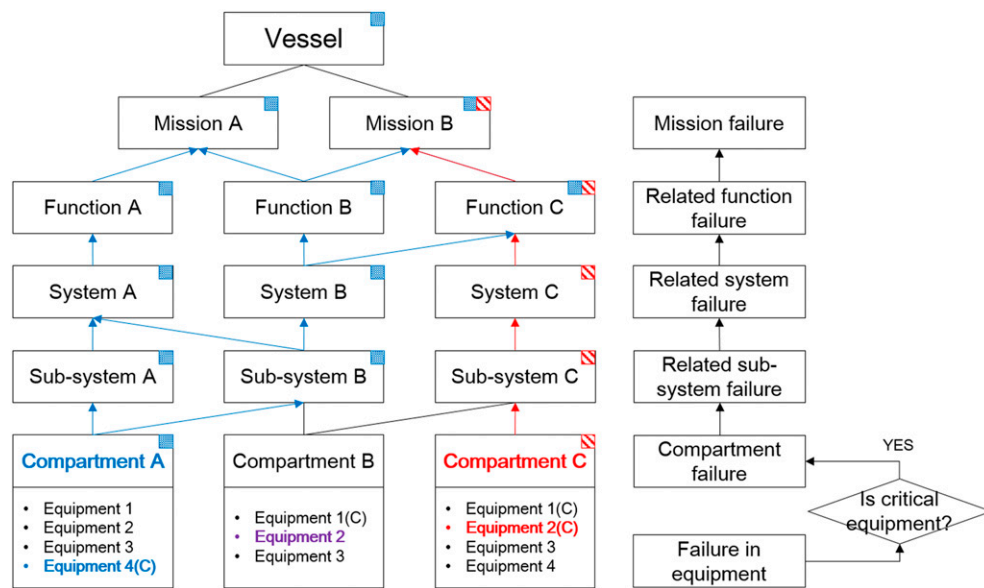 Vessel
Mission A
Mission B
Mission failure
Function A
Function B
Function C
Related function
failure
System A
System B
System C
Related system
failure
Sub-system A
Sub-system B
Sub-system C
Related sub-
system failure
Compartment A
Compartment B
Compartment C
Compartment
failure
YES
• Equipment 1
• Equipment 2
• Equipment 3
• Equipment 4(C)
• Equipment 1(C)
• Equipment 2
• Equipment 3
• Equipment 1(C)
• Equipment 2(C)
• Equipment 3
• Equipment 4
Is critical
equipment?
Failure in
equipment